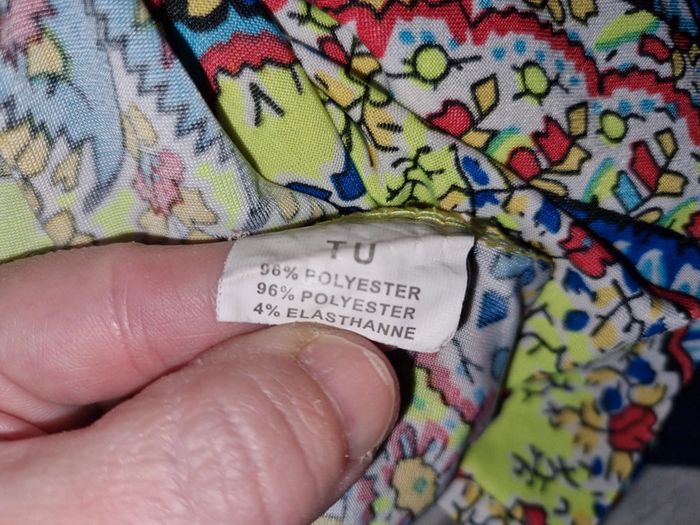 TU
96% POLYESTER
96% POLYESTER
4% ELASTHANNE